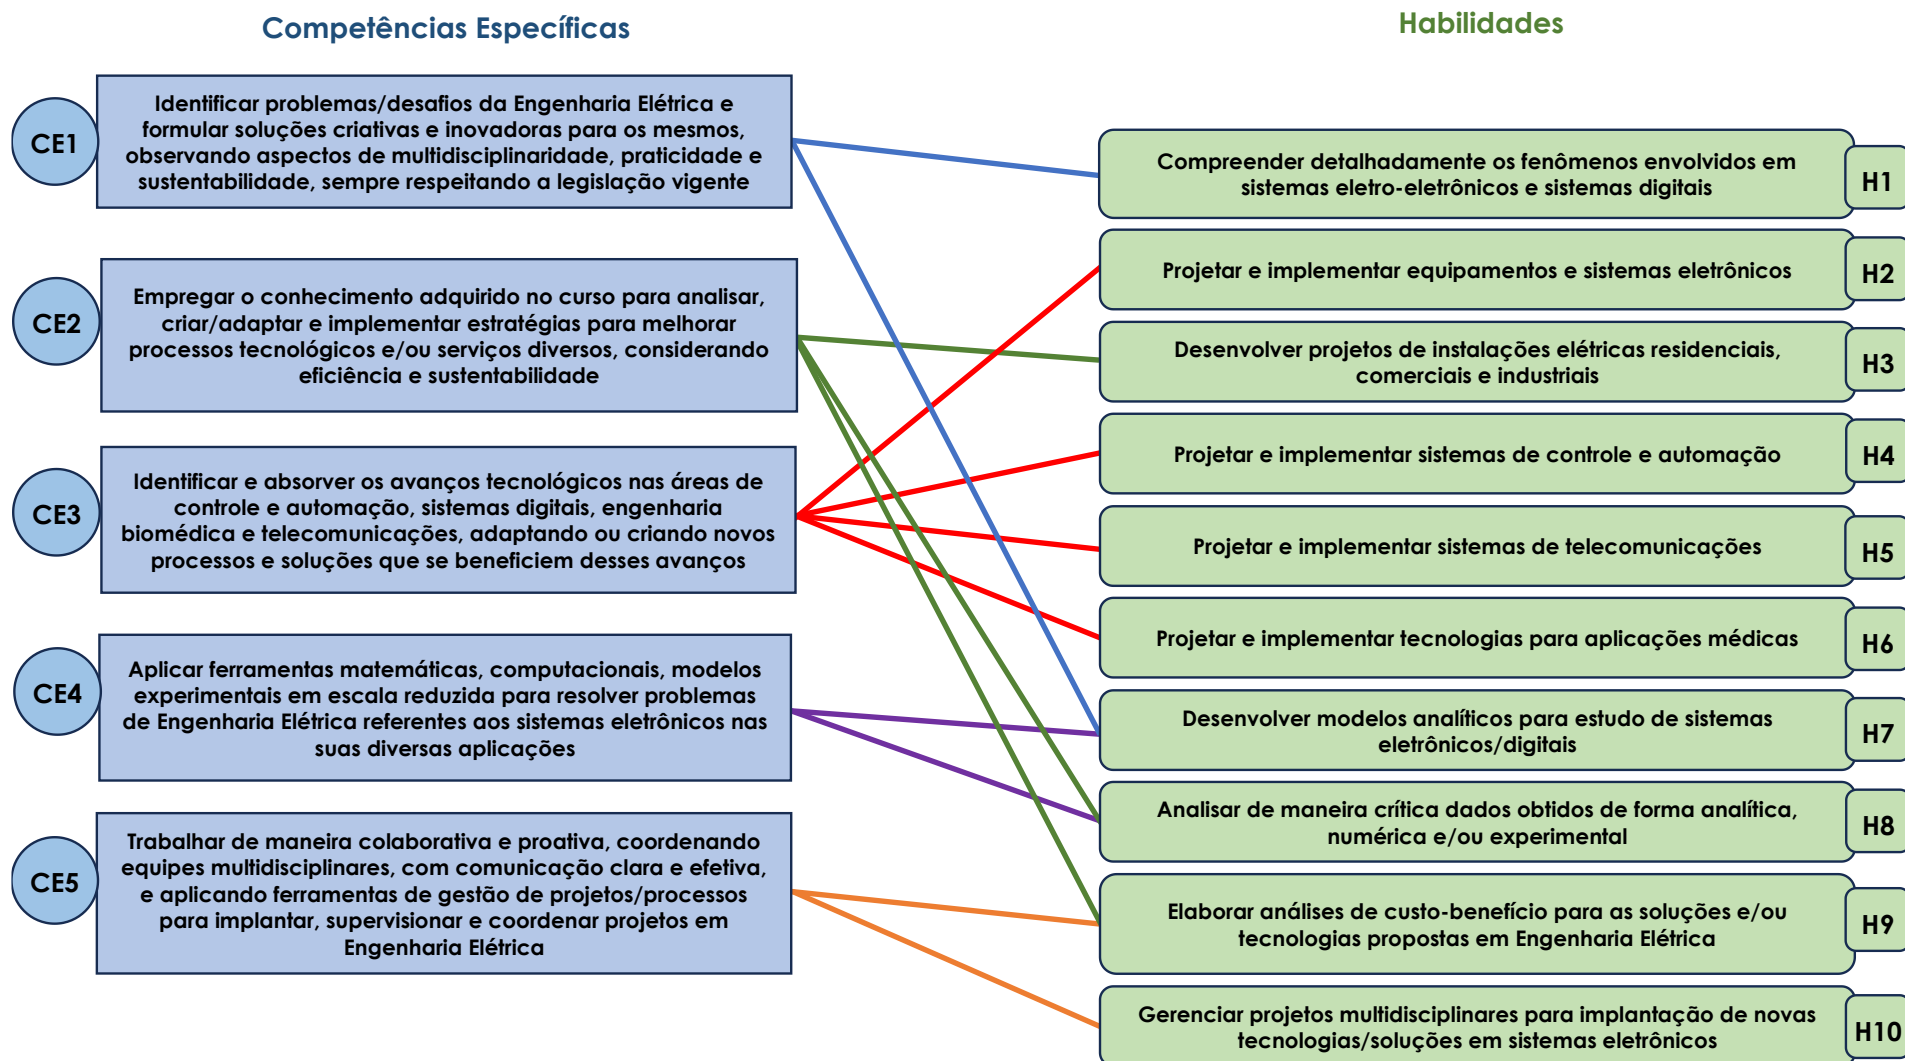 Competências Específicas
CE1
Identificar problemas/desafios da Engenharia Elétrica e
formular soluções criativas e inovadoras para os mesmos,
observando aspectos de multidisciplinaridade, praticidade e
sustentabilidade, sempre respeitando a legislação vigente
CE2
Empregar o conhecimento adquirido no curso para analisar,
criar/adaptar e implementar estratégias para melhorar
processos tecnológicos e/ou serviços diversos, considerando
eficiência e sustentabilidade
CE3
Identificar e absorver os avanços tecnológicos nas áreas de
controle e automação, sistemas digitais, engenharia
biomédica e telecomunicações, adaptando ou criando novos
processos e soluções que se beneficiem desses avanços
CE4
Aplicar ferramentas matemáticas, computacionais, modelos
experimentais em escala reduzida para resolver problemas
de Engenharia Elétrica referentes aos sistemas eletrônicos nas
suas diversas aplicações
CE5
Trabalhar de maneira colaborativa e proativa, coordenando
equipes multidisciplinares, com comunicação clara e efetiva,
e aplicando ferramentas de gestão de projetos/processos
para implantar, supervisionar e coordenar projetos em
Engenharia Elétrica
Habilidades
Compreender detalhadamente os fenômenos envolvidos em
sistemas eletro-eletrônicos e sistemas digitais
H1
Projetar e implementar equipamentos e sistemas eletrônicos
H2
Desenvolver projetos de instalações elétricas residenciais,
comerciais e industriais
H3
Projetar e implementar sistemas de controle e automação
H4
Projetar e implementar sistemas de telecomunicações
H5
Projetar e implementar tecnologias para aplicações médicas
H6
Desenvolver modelos analíticos para estudo de sistemas
eletrônicos/digitais
H7
Analisar de maneira crítica dados obtidos de forma analítica,
numérica e/ou experimental
H8
Elaborar análises de custo-benefício para as soluções e/ou
tecnologias propostas em Engenharia Elétrica
H9
Gerenciar projetos multidisciplinares para implantação de novas
tecnologias/soluções em sistemas eletrônicos
H10